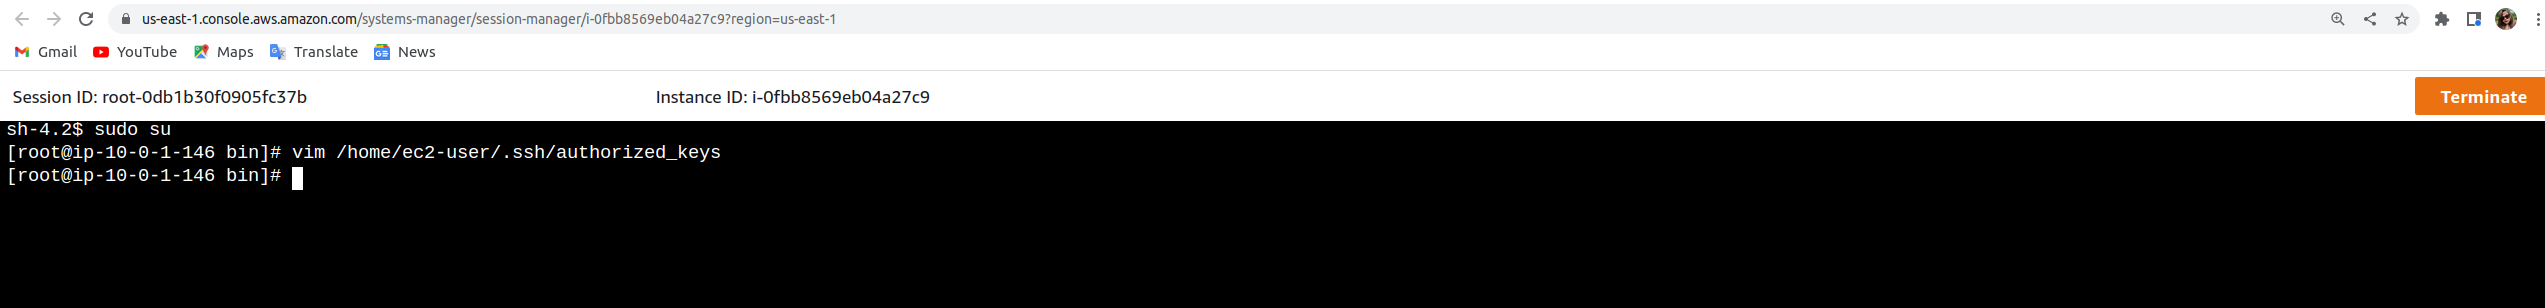 us-east-1.console.aws.amazon.com/systems-manager/session-manager/i-0fbb8569eb04a27c9?region=us-east-1
Gmail YouTube Maps Translate News
Session ID: root-0db1b30f0905fc37b Instance ID: i-0fbb8569eb04a27c9 Terminate
sh-4.2$ sudo su
[root@ip-10-0-1-146 bin]# vim /home/ec2-user/.ssh/authorized_keys
[root@ip-10-0-1-146 bin]#